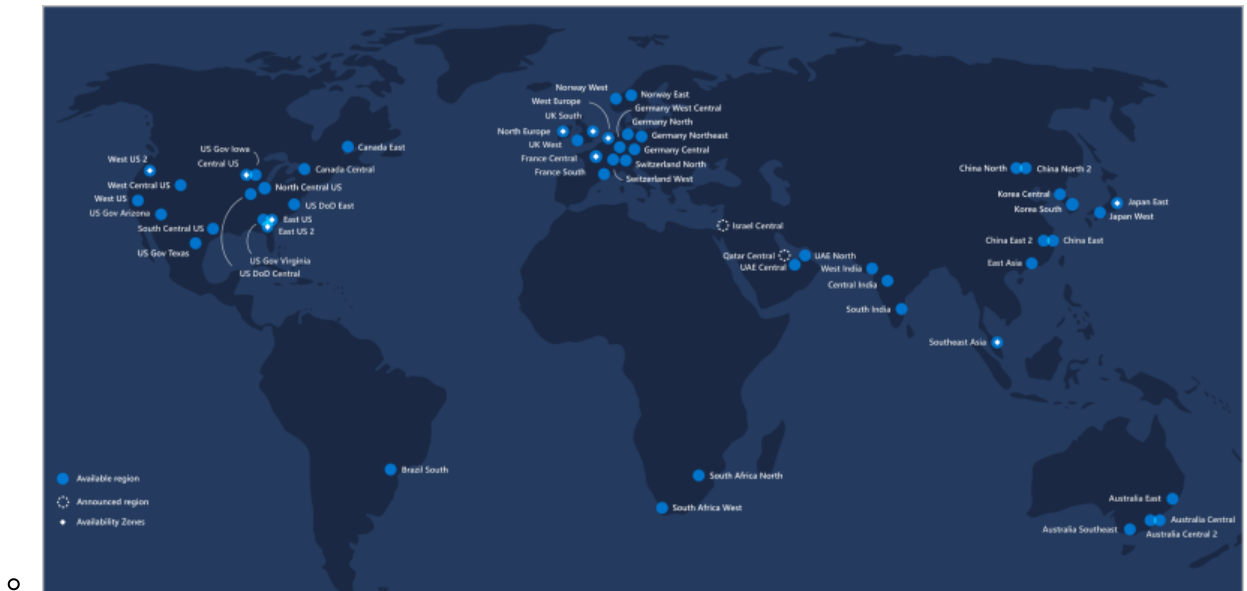 Norway West
Norway East
West Europe
Germany West Central
UK South
Germany North
North Europe
Germany Northeast
UK West
Germany Central
France Central
Switzerland North
France South
Switzerland West
Canada East
US Gov Iowa
West US 2
Central US
Canada Central
West Central US
North Central US
West US
US DoD East
US Gov Arizona
East US
South Central US
East US 2
US Gov Texas
US Gov Virginia
US DoD Central
China North
China North 2
Korea Central
Korea South
Japan East
Japan West
Israel Central
China East 2
China East
Qatar Central
UAE North
UAE Central
West India
East Asia
Central India
South India
Southeast Asia
Brazil South
South Africa North
South Africa West
Australia East
Australia Central
Australia Southeast
Australia Central 2
Available region
Announced region
Availability Zones